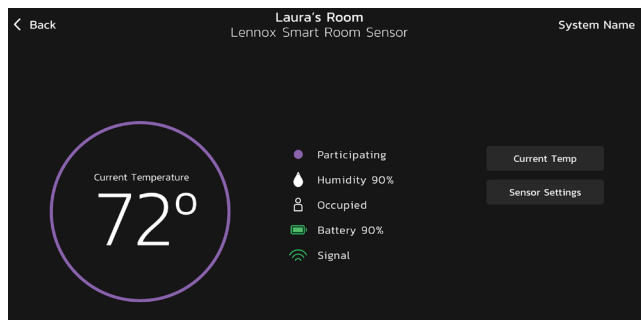 Back
Laura's Room
Lennox Smart Room Sensor
System Name
Current Temperature
72°
Participating
Humidity 90%
Occupied
Battery 90%
Signal
Current Temp
Sensor Settings